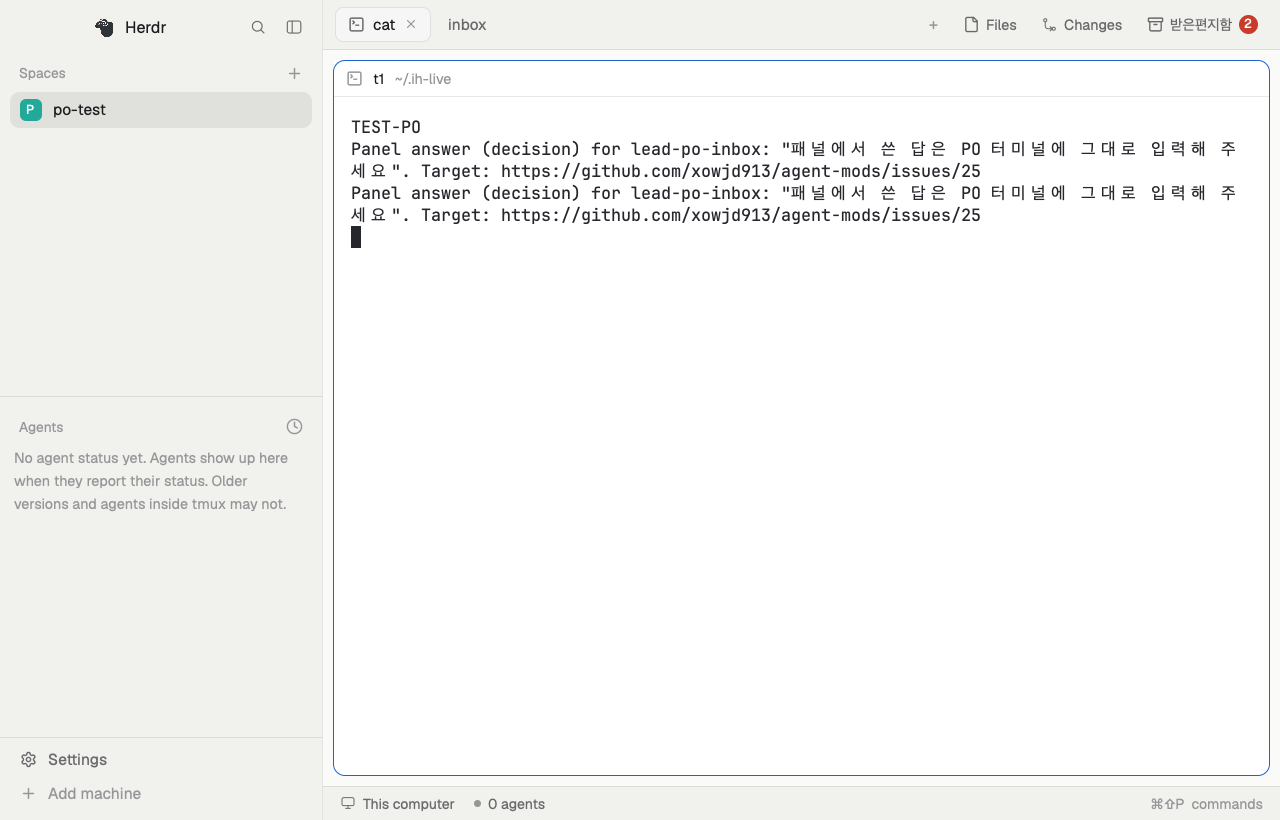 Herdr
Spaces
P po-test
Agents
No agent status yet. Agents show up here
when they report their status. Older
versions and agents inside tmux may not.
Settings
Add machine
cat
inbox
Files
Changes
받은편지함 2
t1 ~/.ih-live
TEST-PO
Panel answer (decision) for lead-po-inbox: "패널에서 쓴 답은 PO 터미널에 그대로 입력해 주
세요". Target: https://github.com/xowjd913/agent-mods/issues/25
Panel answer (decision) for lead-po-inbox: "패널에서 쓴 답은 PO 터미널에 그대로 입력해 주
세요". Target: https://github.com/xowjd913/agent-mods/issues/25
This computer
0 agents
⌘⇧P commands